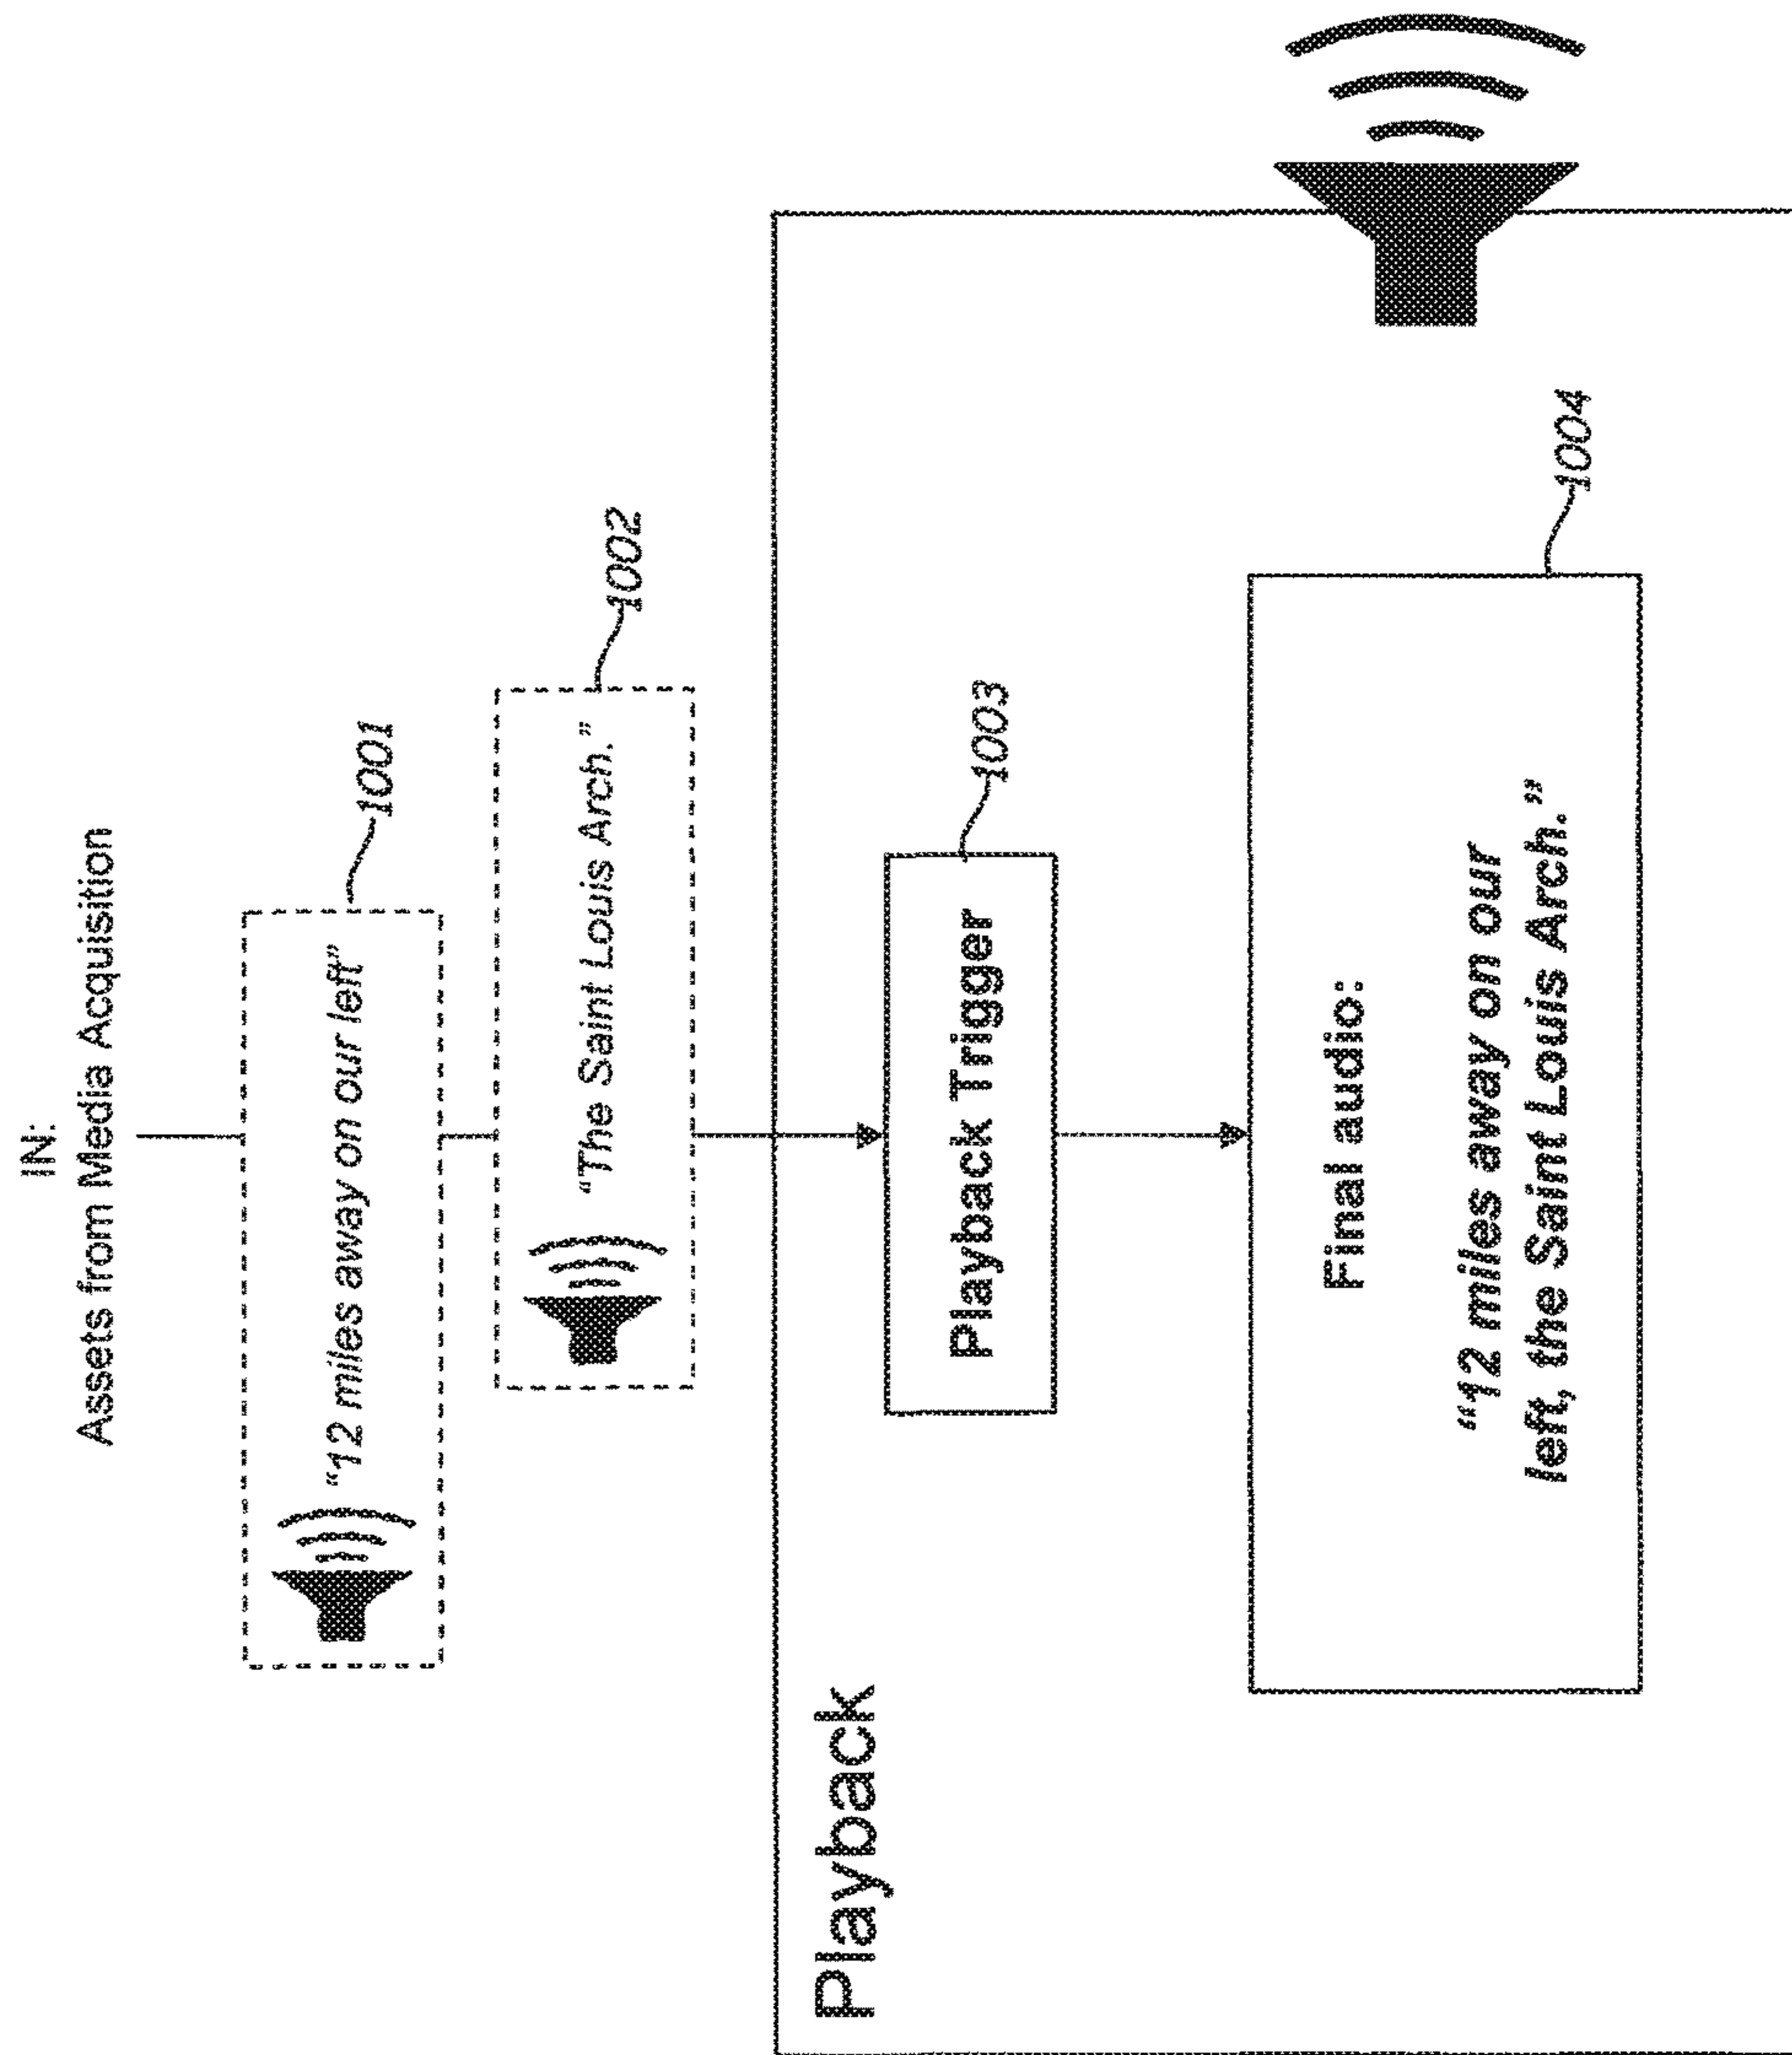 IN:
Assets from Media Acquisition
“12 miles away on our left”
1001
“The Saint Louis Arch.”
1002
Playback
Playback Trigger
1003
Final audio:
“12 miles away on our
left, the Saint Louis Arch.”
1004